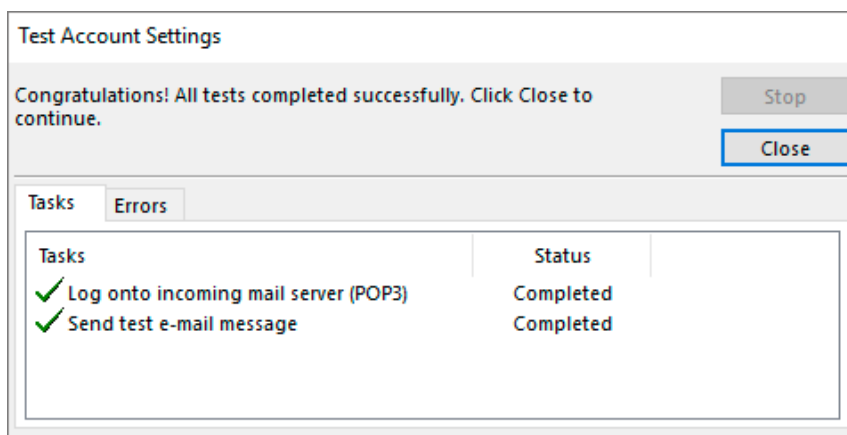 Test Account Settings
Congratulations! All tests completed successfully. Click Close to
continue.
Stop
Close
Tasks
Errors
Tasks Status
Log onto incoming mail server (POP3) Completed
Send test e-mail message Completed